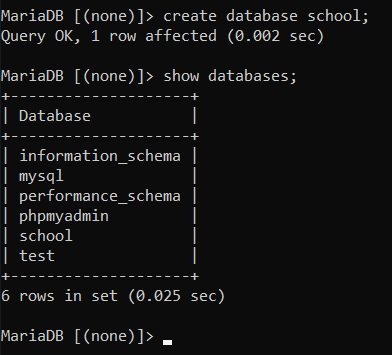 MariaDB [(none)]> create database school;
Query OK, 1 row affected (0.002 sec)
MariaDB [(none)]> show databases;
+--------------------+
| Database           |
+--------------------+
| information_schema |
| mysql              |
| performance_schema |
| phpmyadmin         |
| school             |
| test               |
+--------------------+
6 rows in set (0.025 sec)
MariaDB [(none)]>